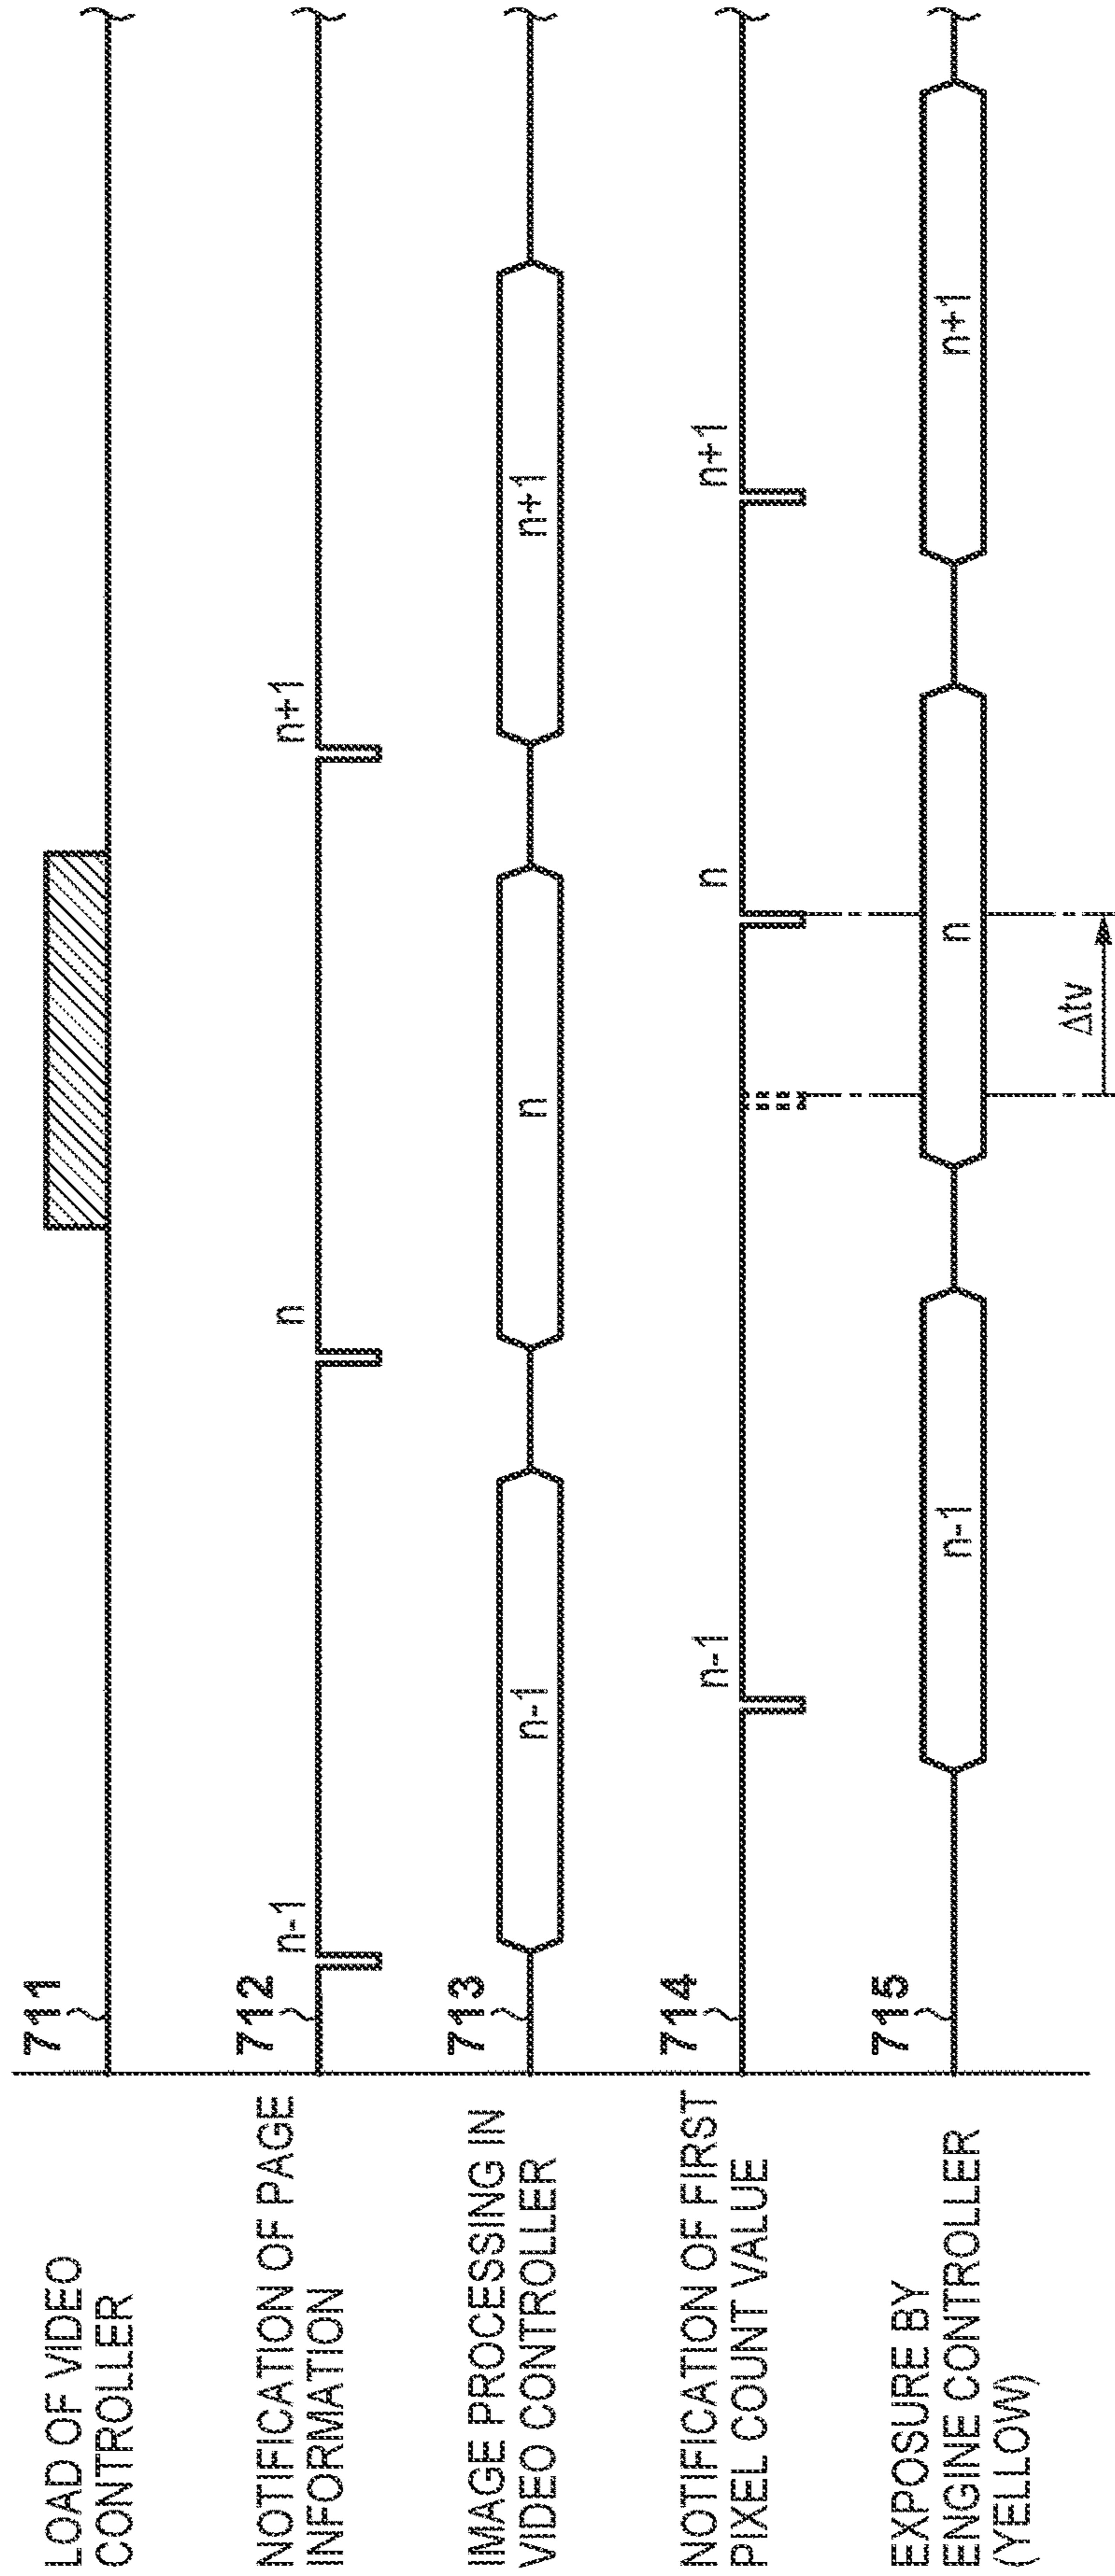 LOAD OF VIDEO
CONTROLLER
711
NOTIFICATION OF PAGE
INFORMATION
712
n-1
n
n+1
IMAGE PROCESSING IN
VIDEO CONTROLLER
713
n-1
n
n+1
NOTIFICATION OF FIRST
PIXEL COUNT VALUE
714
n-1
n
n+1
EXPOSURE BY
ENGINE CONTROLLER
(YELLOW)
715
n-1
n
n+1
Δtv